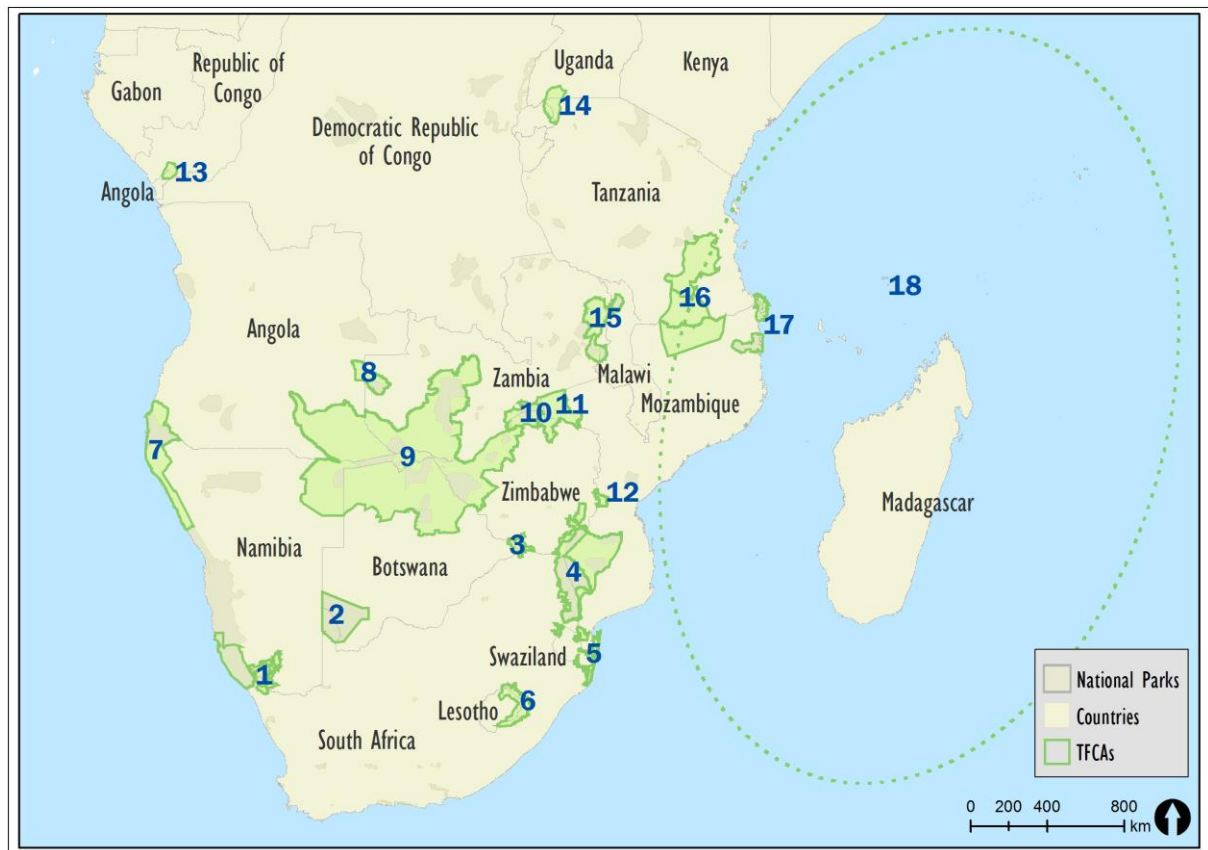 Uganda
Kenya
Republic of
Congo
Gabon
14
Democratic Republic
of Congo
13
Angola
Tanzania
18
16
15
17
Angola
8
Zambia
Malawi
11
10
Mozambique
7
9
Zimbabwe
12
Madagascar
Namibia
3
Botswana
4
2
Swaziland
5
1
Lesotho
6
South Africa
National Parks
Countries
TFCAs
0 200 400 800
km